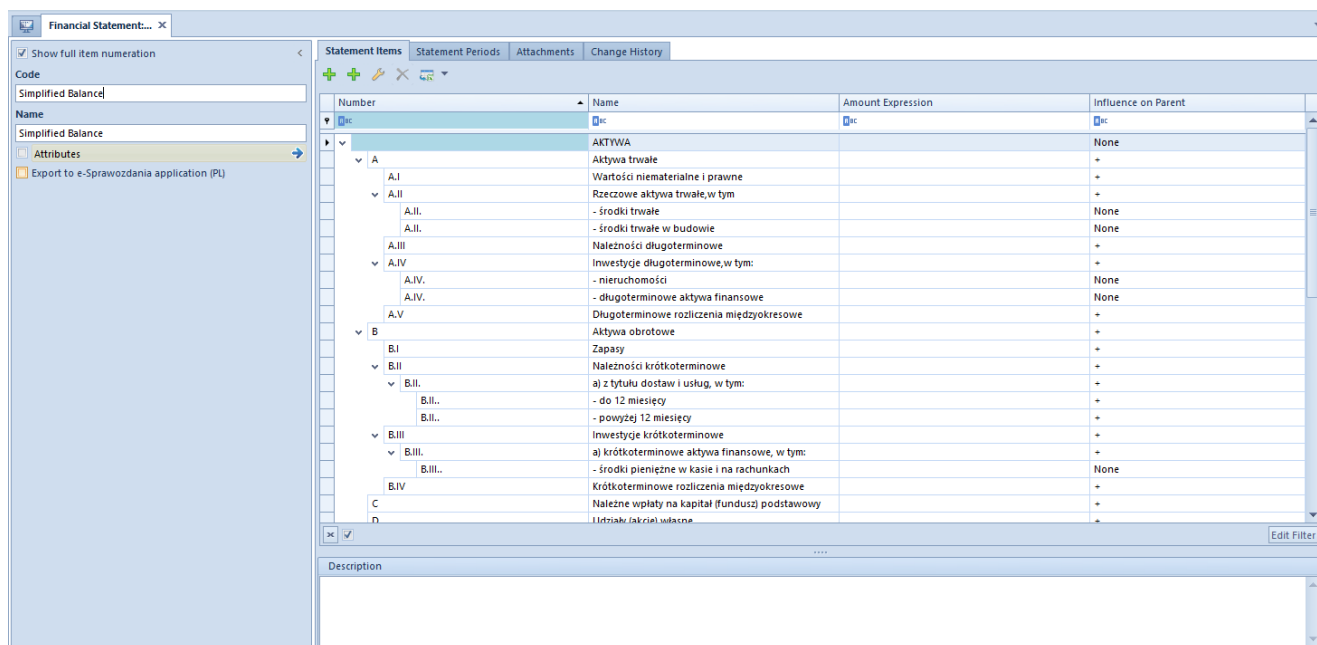 Financial Statement:...
Show full item numeration
Code
Simplified Balance
Name
Simplified Balance
Attributes
Export to e-Sprawozdania application (PL)
Statement Items Statement Periods Attachments Change History
Number Name Amount Expression Influence on Parent
AKTYWA None
A Aktywa trwałe +
A.I Wartości niematerialne i prawne +
A.II Rzeczowe aktywa trwałe,w tym +
A.II. - środki trwałe None
A.II. - środki trwałe w budowie None
A.III Należności długoterminowe +
A.IV Inwestycje długoterminowe,w tym: +
A.IV. - nieruchomości None
A.IV. - długoterminowe aktywa finansowe None
A.V Długoterminowe rozliczenia międzyokresowe +
B Aktywa obrotowe +
B.I Zapasy +
B.II Należności krótkoterminowe +
B.II. a) z tytułu dostaw i usług, w tym: +
B.II.. - do 12 miesięcy +
B.II.. - powyżej 12 miesięcy +
B.III Inwestycje krótkoterminowe +
B.III. a) krótkoterminowe aktywa finansowe, w tym: +
B.III.. - środki pieniężne w kasie i na rachunkach None
B.IV Krótkoterminowe rozliczenia międzyokresowe +
C Należne wpłaty na kapitał (fundusz) podstawowy +
D Udziały (akcje) własne +
Edit Filter
Description